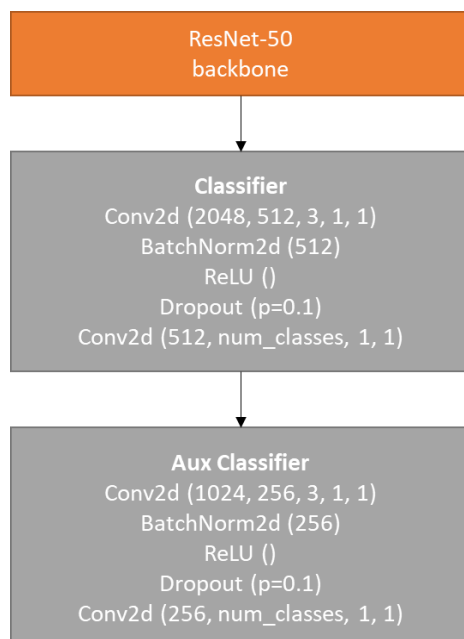 ResNet-50
backbone
Classifier
Conv2d (2048, 512, 3, 1, 1)
BatchNorm2d (512)
ReLU ()
Dropout (p=0.1)
Conv2d (512, num_classes, 1, 1)
Aux Classifier
Conv2d (1024, 256, 3, 1, 1)
BatchNorm2d (256)
ReLU ()
Dropout (p=0.1)
Conv2d (256, num_classes, 1, 1)